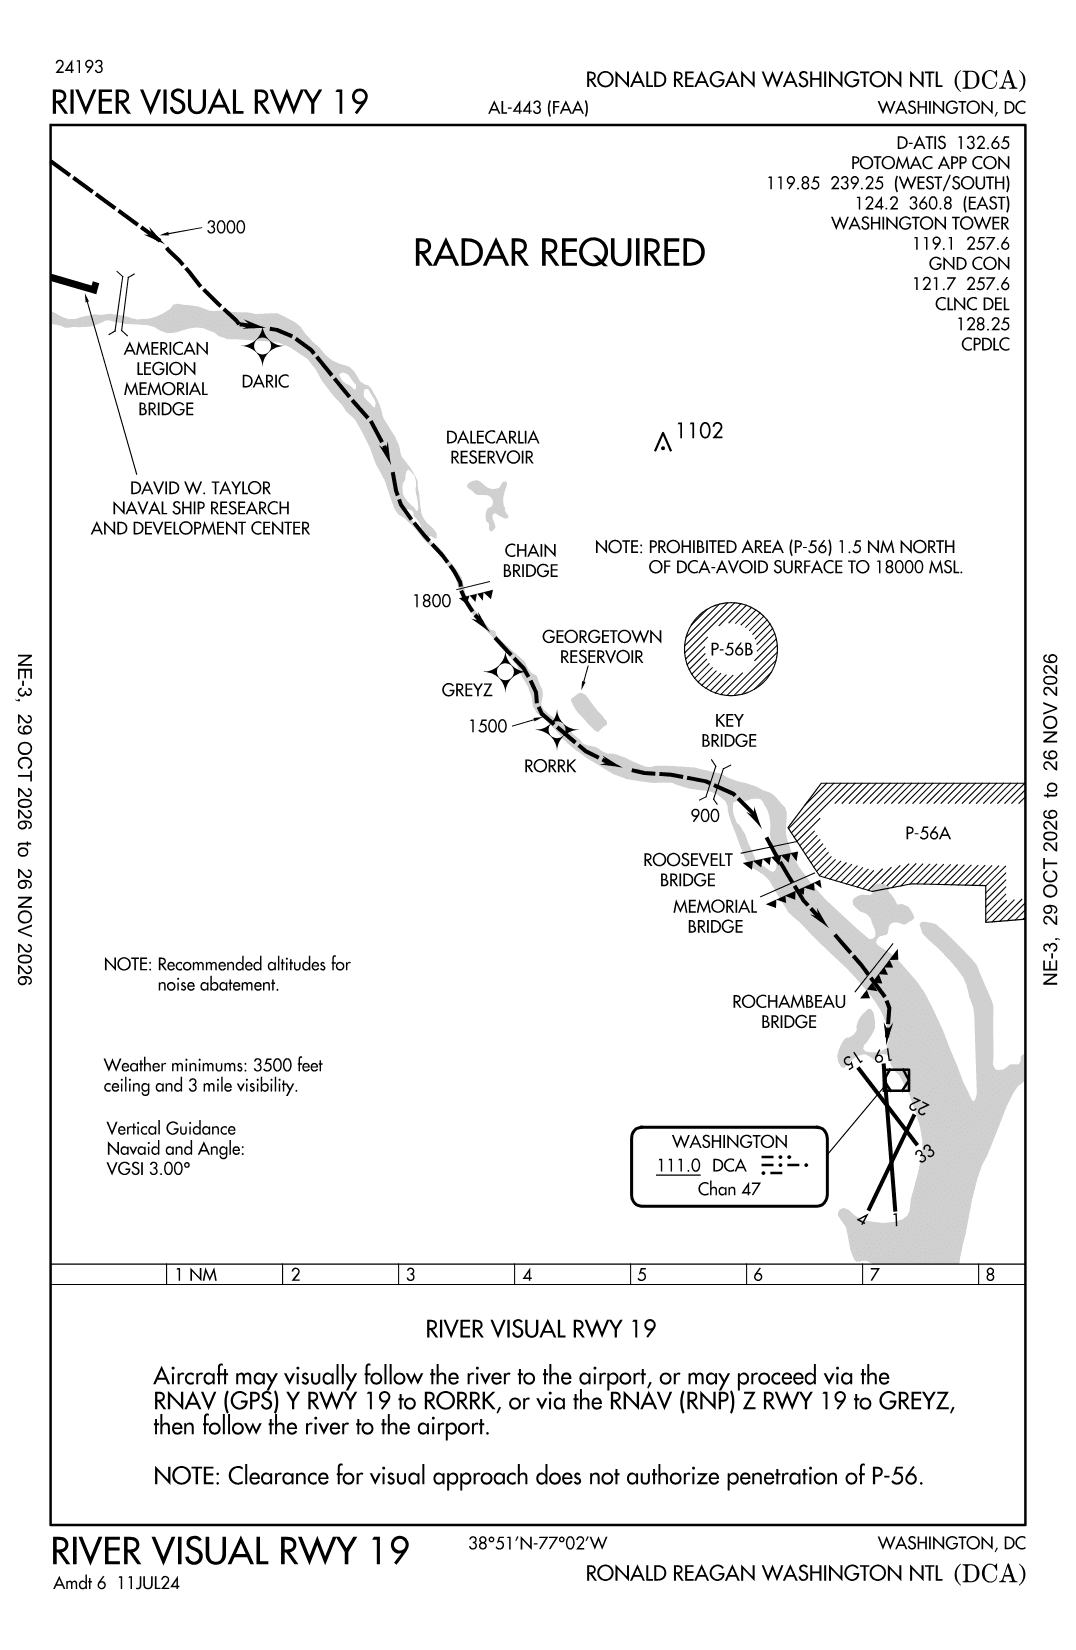 24193
RIVER VISUAL RWY 19
AL-443 (FAA)
RONALD REAGAN WASHINGTON NTL (DCA)
WASHINGTON, DC
D-ATIS 132.65
POTOMAC APP CON
119.85 239.25 (WEST/SOUTH)
124.2 360.8 (EAST)
WASHINGTON TOWER
119.1 257.6
GND CON
121.7 257.6
CLNC DEL
128.25
CPDLC
3000
RADAR REQUIRED
AMERICAN
LEGION
MEMORIAL
BRIDGE
DARIC
DALECARLIA
RESERVOIR
1102
DAVID W. TAYLOR
NAVAL SHIP RESEARCH
AND DEVELOPMENT CENTER
CHAIN
BRIDGE
NOTE: PROHIBITED AREA (P-56) 1.5 NM NORTH
OF DCA-AVOID SURFACE TO 18000 MSL.
1800
GEORGETOWN
RESERVOIR
P-56B
GREYZ
1500
KEY
BRIDGE
RORRK
900
P-56A
ROOSEVELT
BRIDGE
MEMORIAL
BRIDGE
NOTE: Recommended altitudes for
noise abatement.
ROCHAMBEAU
BRIDGE
Weather minimums: 3500 feet
ceiling and 3 mile visibility.
Vertical Guidance
Navaid and Angle:
VGSI 3.00°
15
19
22
33
4
1
WASHINGTON
111.0 DCA
Chan 47
1 NM 2 3 4 5 6 7 8
RIVER VISUAL RWY 19
Aircraft may visually follow the river to the airport, or may proceed via the
RNAV (GPS) Y RWY 19 to RORRK, or via the RNAV (RNP) Z RWY 19 to GREYZ,
then follow the river to the airport.
NOTE: Clearance for visual approach does not authorize penetration of P-56.
RIVER VISUAL RWY 19
Amdt 6 11JUL24
38°51'N-77°02'W
WASHINGTON, DC
RONALD REAGAN WASHINGTON NTL (DCA)
NE-3, 29 OCT 2026 to 26 NOV 2026
NE-3, 29 OCT 2026 to 26 NOV 2026